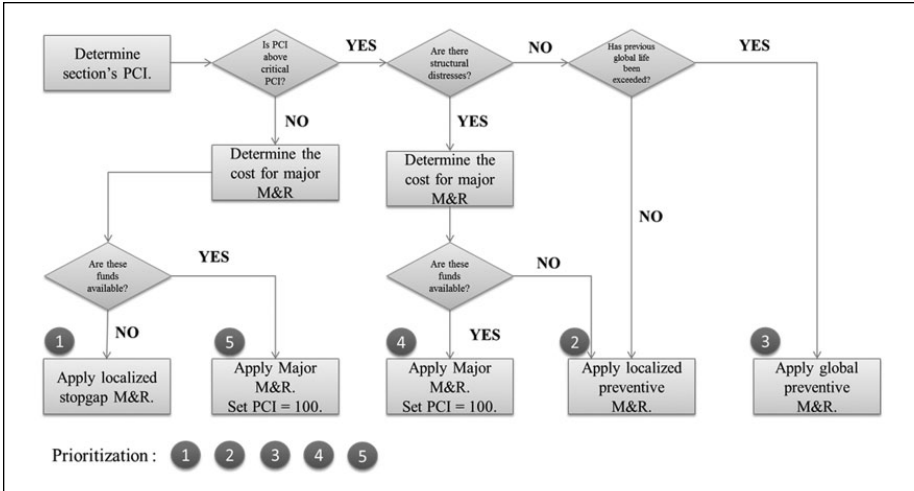 Determine
section's PCI.
Is PCI
above
critical
PCI?
YES
Are there
structural
distresses?
NO
Has previous
global life
been
exceeded?
YES
NO
YES
Determine the
cost for major
M&R
Determine the
cost for major
M&R
NO
Are these
funds
available?
YES
Are these
funds
available?
NO
1
NO
5
4
YES
2
3
Apply localized
stopgap M&R.
Apply Major
M&R.
Set PCI = 100.
Apply Major
M&R.
Set PCI = 100.
Apply localized
preventive
M&R.
Apply global
preventive
M&R.
Prioritization : 1 2 3 4 5